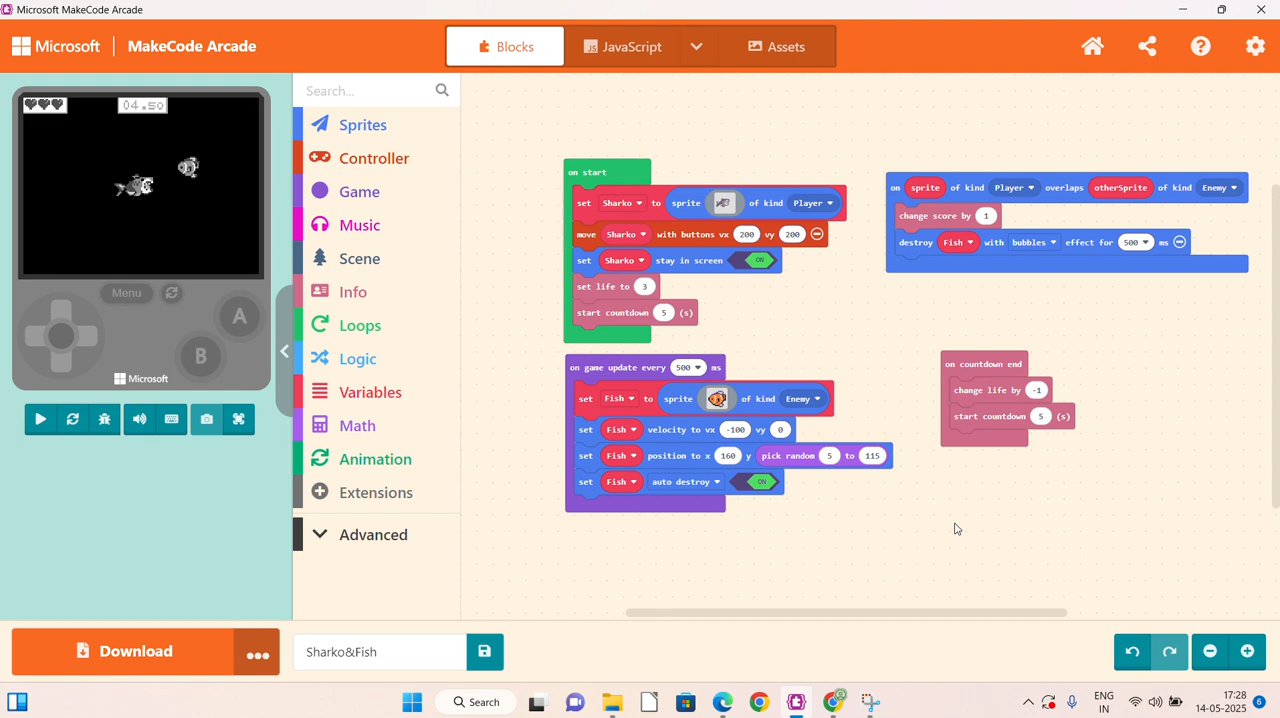 Microsoft MakeCode Arcade
Microsoft | MakeCode Arcade
Blocks
JavaScript
Assets
04.50
Menu
A
B
Microsoft
Search...
Sprites
Controller
Game
Music
Scene
Info
Loops
Logic
Variables
Math
Animation
Extensions
Advanced
on start
set Sharko to sprite of kind Player
move Sharko with buttons vx 200 vy 200
set Sharko stay in screen ON
set life to 3
start countdown 5 (s)
on game update every 500 ms
set Fish to sprite of kind Enemy
set Fish velocity to vx -100 vy 0
set Fish position to x 160 y pick random 5 to 115
set Fish auto destroy ON
on sprite of kind Player overlaps otherSprite of kind Enemy
change score by 1
destroy Fish with bubbles effect for 500 ms
on countdown end
change life by -1
start countdown 5 (s)
Download
Sharko&Fish
Search
ENG
IN
17:28
14-05-2025
6